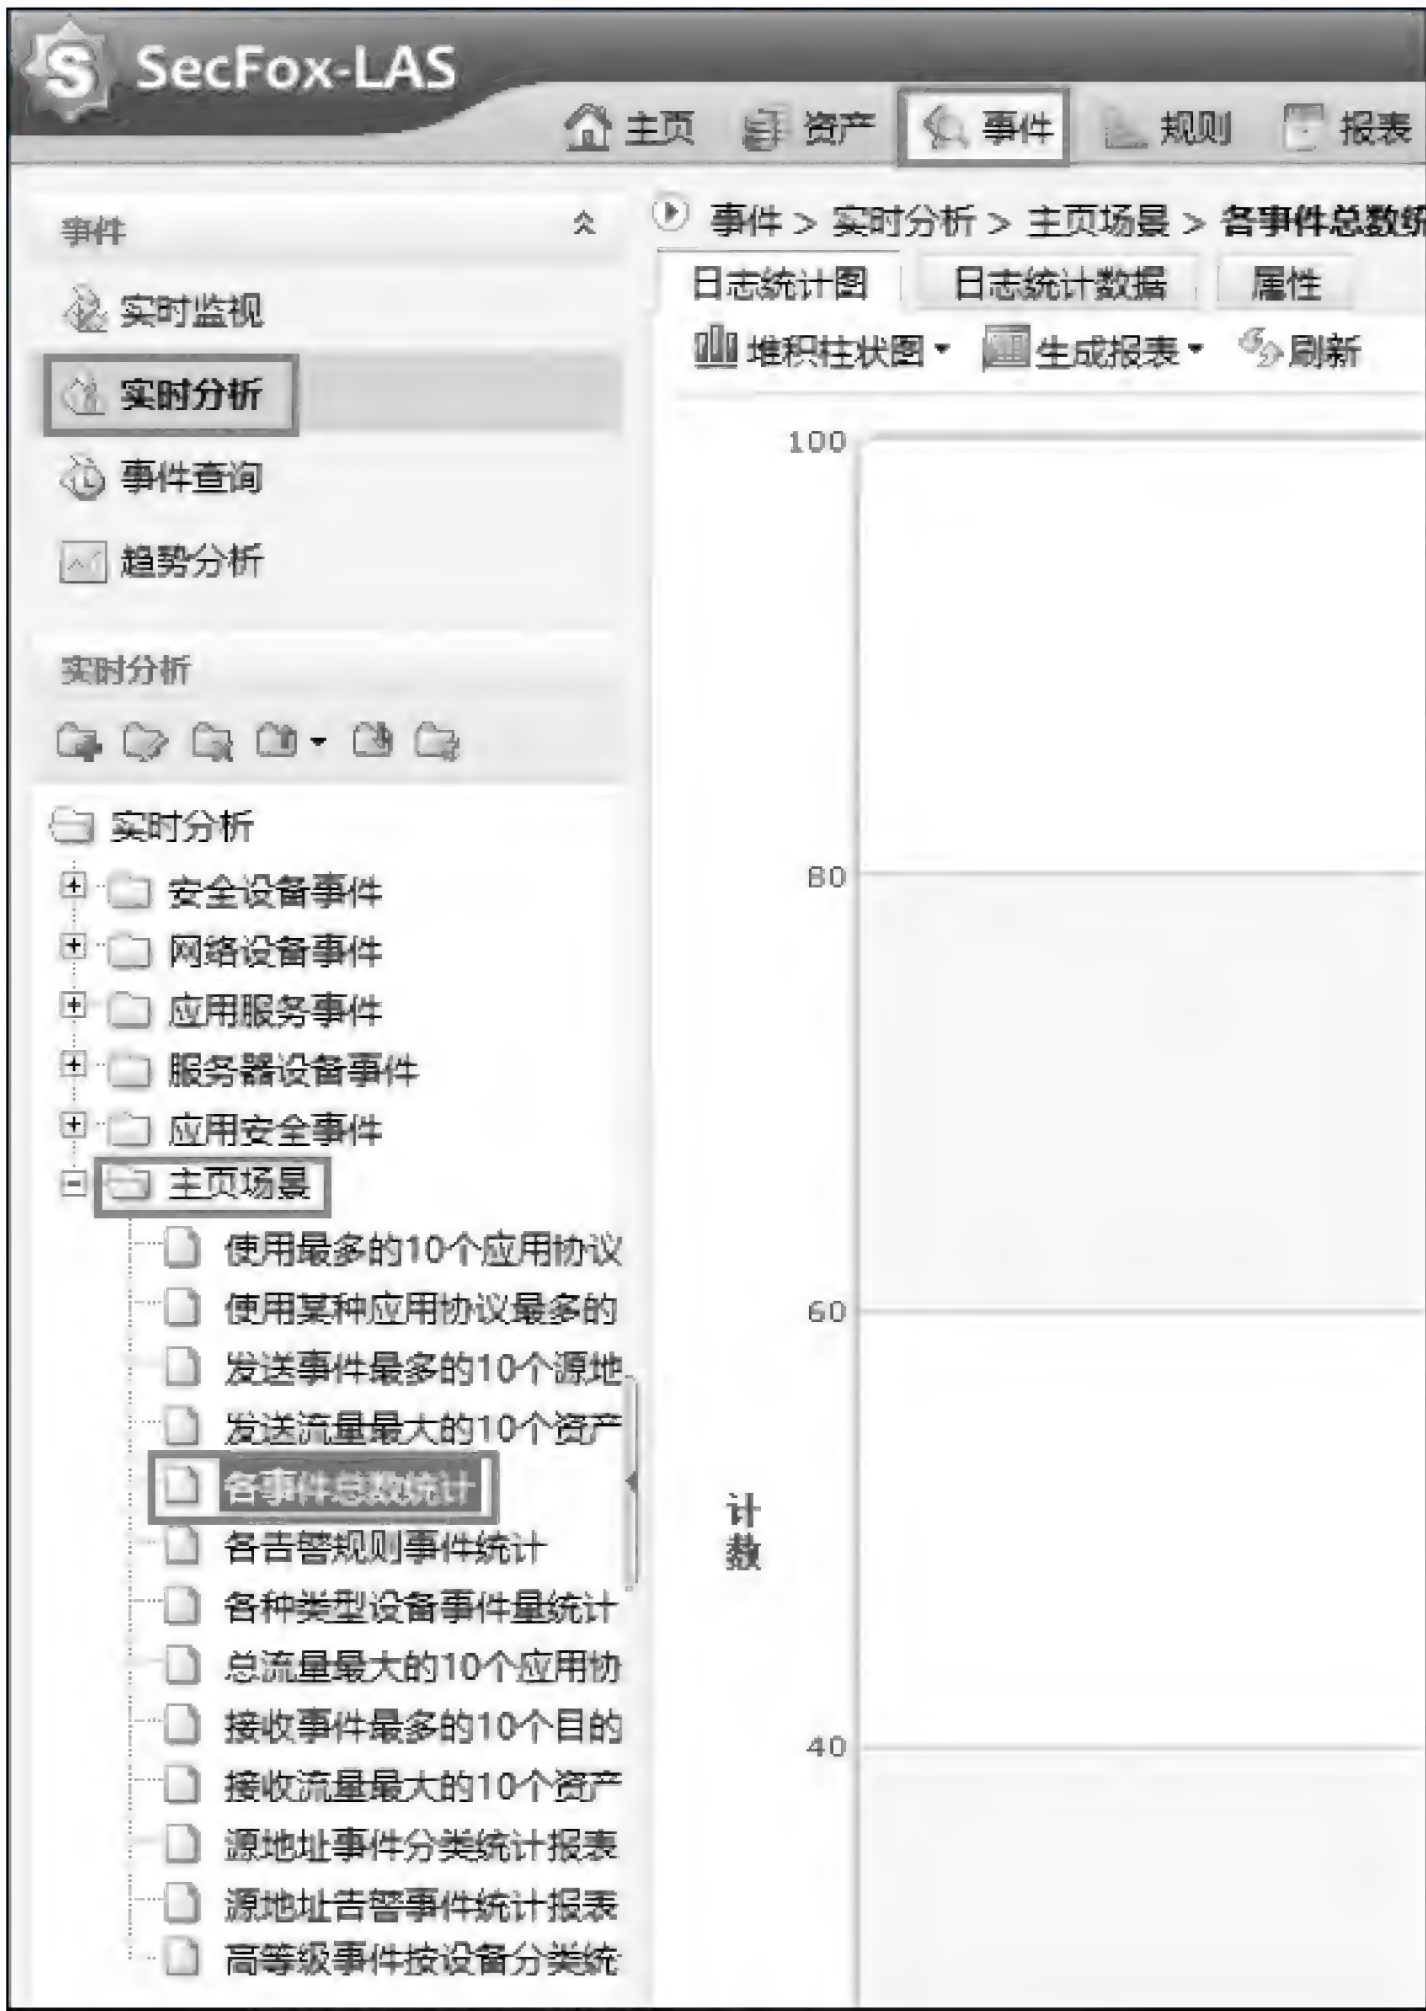 SecFox-LAS
主页 资产 事件 规则 报表
事件
实时监视
实时分析
事件查询
趋势分析
实时分析
实时分析
安全设备事件
网络设备事件
应用服务事件
服务器设备事件
应用安全事件
主页场景
使用最多的10个应用协议
使用某种应用协议最多的
发送事件最多的10个源地
发送流量最大的10个资产
各事件总数统计
各告警规则事件统计
各种类型设备事件量统计
总流量最大的10个应用协
接收事件最多的10个目的
接收流量最大的10个资产
源地址事件分类统计报表
源地址告警事件统计报表
高等级事件按设备分类统
事件 > 实时分析 > 主页场景 > 各事件总数统
日志统计图 日志统计数据 属性
堆积柱状图 生成报表 刷新
100
80
60
计数
40